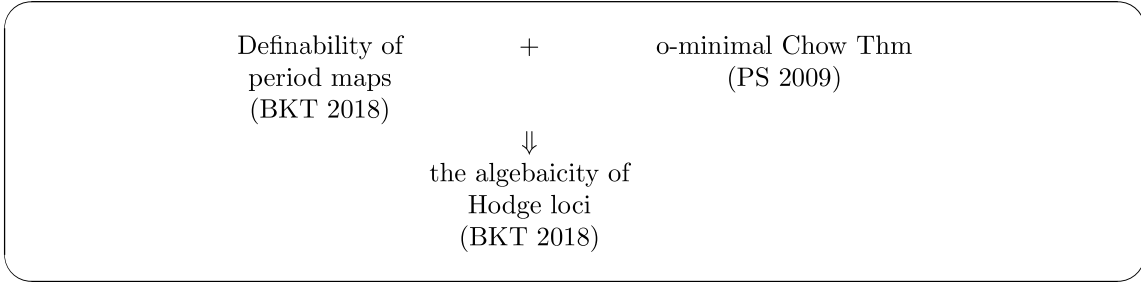 Definability of + o-minimal Chow Thm
period maps (PS 2009)
(BKT 2018)
⇓
the algebaicity of
Hodge loci
(BKT 2018)